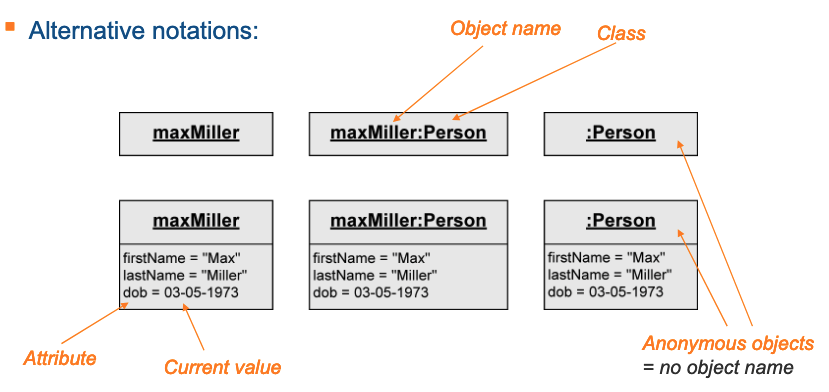 Alternative notations:
Object name
Class
maxMiller
maxMiller:Person
:Person
maxMiller
firstName = "Max"
lastName = "Miller"
dob = 03-05-1973
maxMiller:Person
firstName = "Max"
lastName = "Miller"
dob = 03-05-1973
:Person
firstName = "Max"
lastName = "Miller"
dob = 03-05-1973
Attribute
Current value
Anonymous objects
= no object name